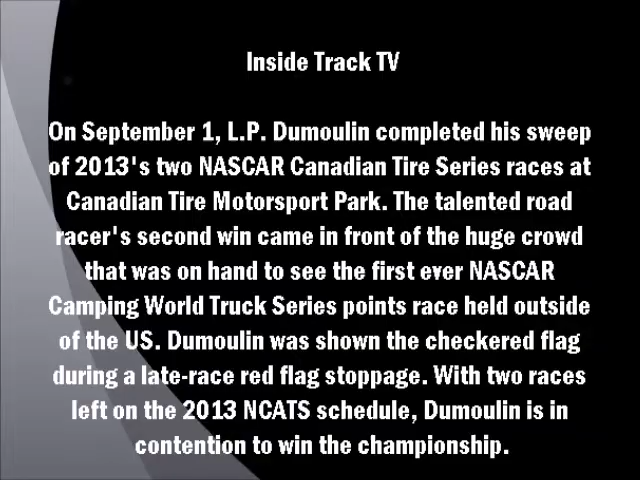 Inside Track TV
On September 1, L.P. Dumoulin completed his sweep
of 2013's two NASCAR Canadian Tire Series races at
Canadian Tire Motorsport Park. The talented road
racer's second win came in front of the huge crowd
that was on hand to see the first ever NASCAR
Camping World Truck Series points race held outside
of the US. Dumoulin was shown the checkered flag
during a late-race red flag stoppage. With two races
left on the 2013 NCATS schedule, Dumoulin is in
contention to win the championship.